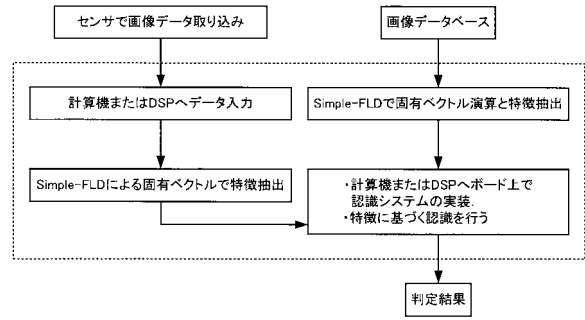 センサで画像データ取り込み
画像データベース
計算機またはDSPへデータ入力
Simple-FLDで固有ベクトル演算と特徴抽出
Simple-FLDによる固有ベクトルで特徴抽出
・計算機またはDSPへボード上で
認識システムの実装.
・特徴に基づく認識を行う
判定結果